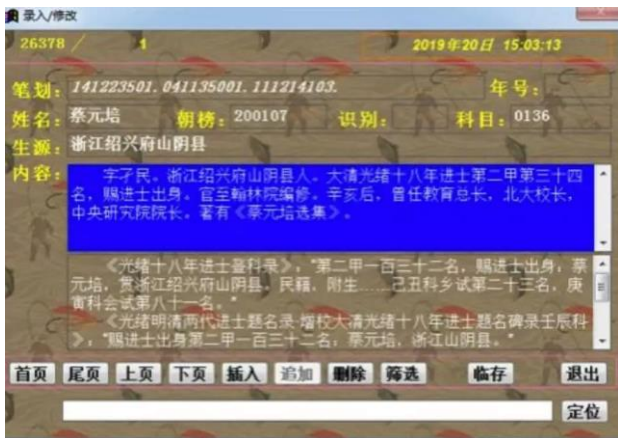 录入/修改
26378 / 1 2019年20日 15:03:13
笔划: 141223501. 041135001. 111214103. 年号:
姓名: 蔡元培 朝榜: 200107 识别: 科目: 0136
生源: 浙江绍兴府山阴县
内容: 字孑民。浙江绍兴府山阴县人。大清光绪十八年进士第二甲第三十四
名，赐进士出身。官至翰林院编修。辛亥后，曾任教育总长，北大校长，
中央研究院院长。著有《蔡元培选集》。
《光绪十八年进士登科录》，"第二甲一百三十二名，赐进士出身，蔡
元培，贯浙江绍兴府山阴县。民籍，附生……己丑科乡试第二十三名，庚
寅科会试第八十一名。"
《光绪明清两代进士题名录·增校大清光绪十八年进士题名碑录壬辰科
》，"赐进士出身第二甲一百三十二名，蔡元培，浙江山阴县。"
首页 尾页 上页 下页 插入 追加 删除 筛选 临存 退出
定位